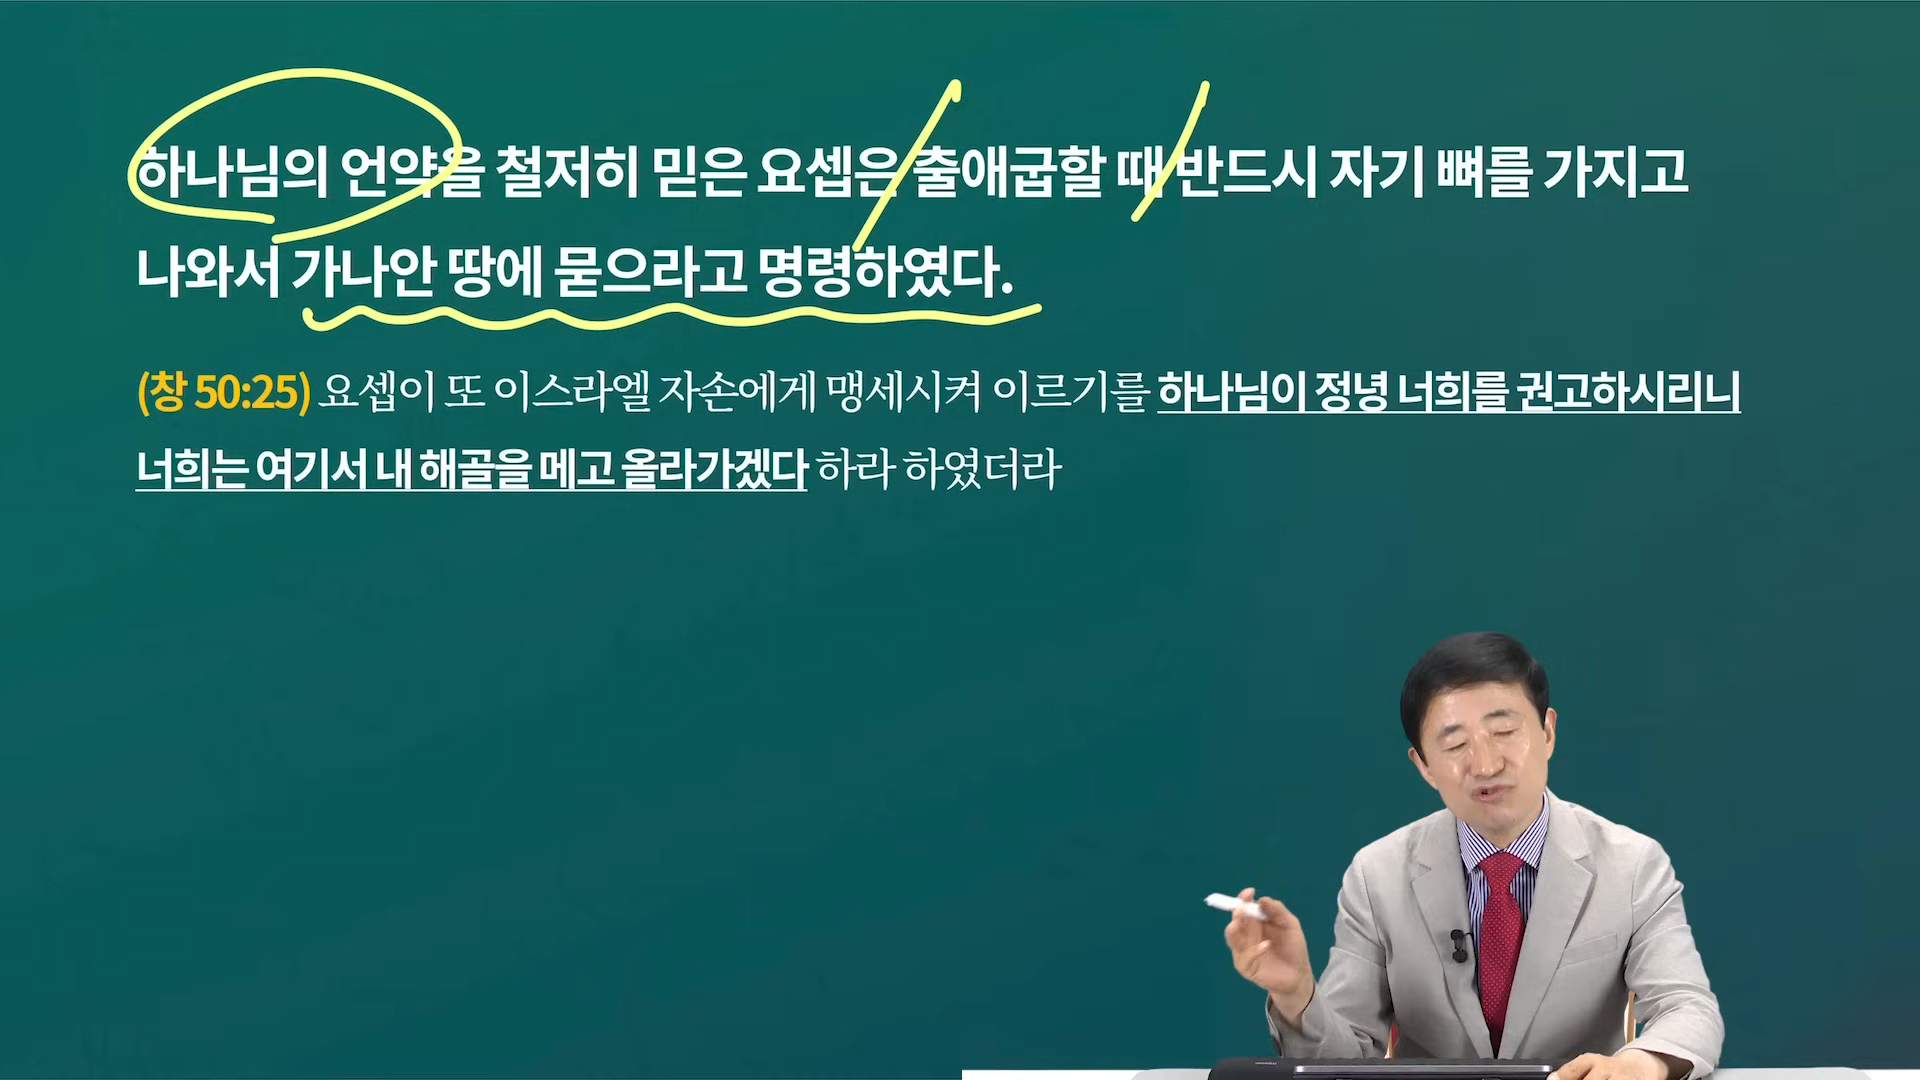 하나님의 언약을 철저히 믿은 요셉은 출애굽할 때 반드시 자기 뼈를 가지고
나와서 가나안 땅에 묻으라고 명령하였다.
(창 50:25) 요셉이 또 이스라엘 자손에게 맹세시켜 이르기를 하나님이 정녕 너희를 권고하시리니
너희는 여기서 내 해골을 메고 올라가겠다 하라 하였더라